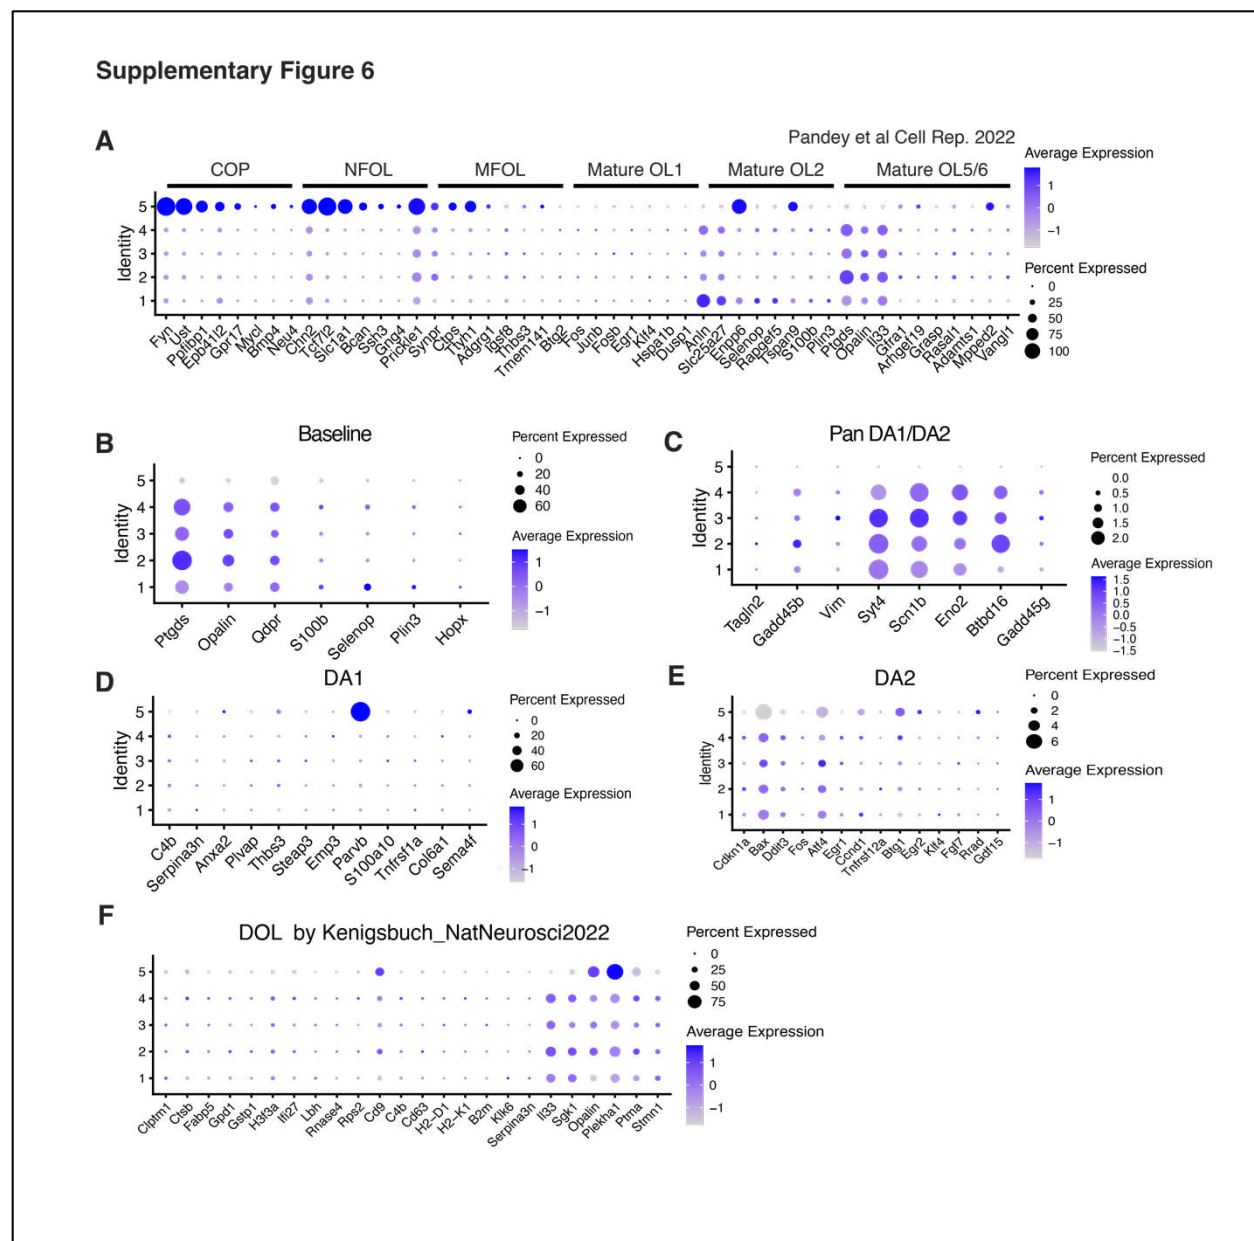 Supplementary Figure 6
A
Pandey et al Cell Rep. 2022
COP NFOL MFOL Mature OL1 Mature OL2 Mature OL5/6
Identity
5
4
3
2
1
Fyn Ust Ppfibp1 Epb41l2 Gpr17 Mycl Bmp4 Neu4 Chn2 Tcf7l2 Slc1a1 Bcan Ssh3 Gng4 Prickle1 Synpr Ctps Ttyh1 Adgrg1 Igsf8 Thbs3 Tmem141 Btg2 Fos Junb Fosb Egr1 Klf4 Hspa1b Dusp1 Anln Slc25a27 Enpp6 Selenop Rapgef5 Tspan9 S100b Plin3 Ptgds Opalin Il33 Gfra1 Arhgef19 Grasp Rasal1 Adamts1 Mpped2 Vangl1
Average Expression
1
0
−1
Percent Expressed
0
25
50
75
100
B
Baseline
Identity
5
4
3
2
1
Ptgds Opalin Qdpr S100b Selenop Plin3 Hopx
Percent Expressed
0
20
40
60
Average Expression
1
0
−1
C
Pan DA1/DA2
Identity
5
4
3
2
1
Tagln2 Gadd45b Vim Syt4 Scn1b Eno2 Btbd16 Gadd45g
Percent Expressed
0.0
0.5
1.0
1.5
2.0
Average Expression
1.5
1.0
0.5
0.0
−0.5
−1.0
−1.5
D
DA1
Identity
5
4
3
2
1
C4b Serpina3n Anxa2 Plvap Thbs3 Steap3 Emp3 Parvb S100a10 Tnfrsf1a Col6a1 Sema4f
Percent Expressed
0
20
40
60
Average Expression
1
0
−1
E
DA2
Identity
5
4
3
2
1
Cdkn1a Bax Ddit3 Fos Atf4 Egr1 Ccnd1 Tnfrsf12a Btg1 Egr2 Klf4 Fgf7 Rrad Gdf15
Percent Expressed
0
2
4
6
Average Expression
1
0
−1
F
DOL by Kenigsbuch_NatNeurosci2022
Identity
5
4
3
2
1
Clptm1 Ctsb Fabp5 Gpd1 Gstp1 H3f3a Ifi27 Lbh Rnase4 Rps2 Cd9 C4b Cd63 H2−D1 H2−K1 B2m Klk6 Serpina3n Il33 Sgk1 Opalin Plekha1 Ptma Stmn1
Percent Expressed
0
25
50
75
Average Expression
1
0
−1